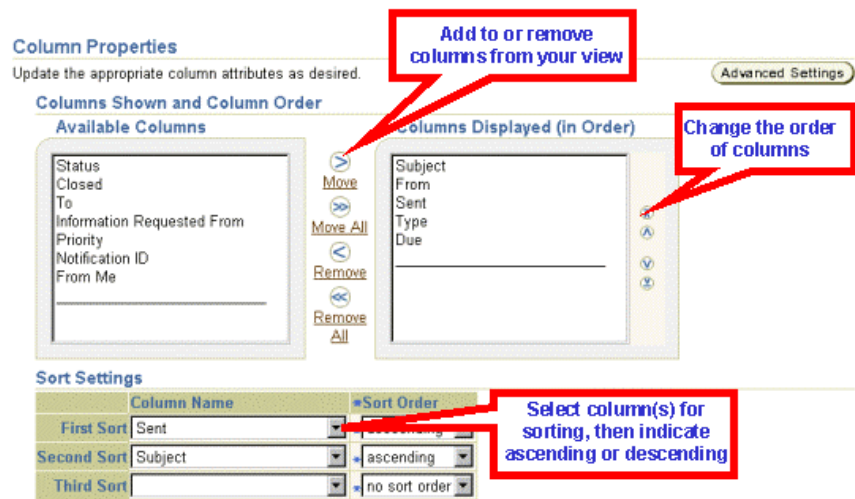 Add to or remove
columns from your view
Column Properties
Update the appropriate column attributes as desired.
Advanced Settings
Columns Shown and Column Order
Available Columns
Columns Displayed (in Order)
Change the order
of columns
Status
Closed
To
Information Requested From
Priority
Notification ID
From Me
Move
Move All
Remove
Remove
All
Subject
From
Sent
Type
Due
Sort Settings
Column Name
*Sort Order
First Sort Sent
Second Sort Subject * ascending
Third Sort * no sort order
Select column(s) for
sorting, then indicate
ascending or descending